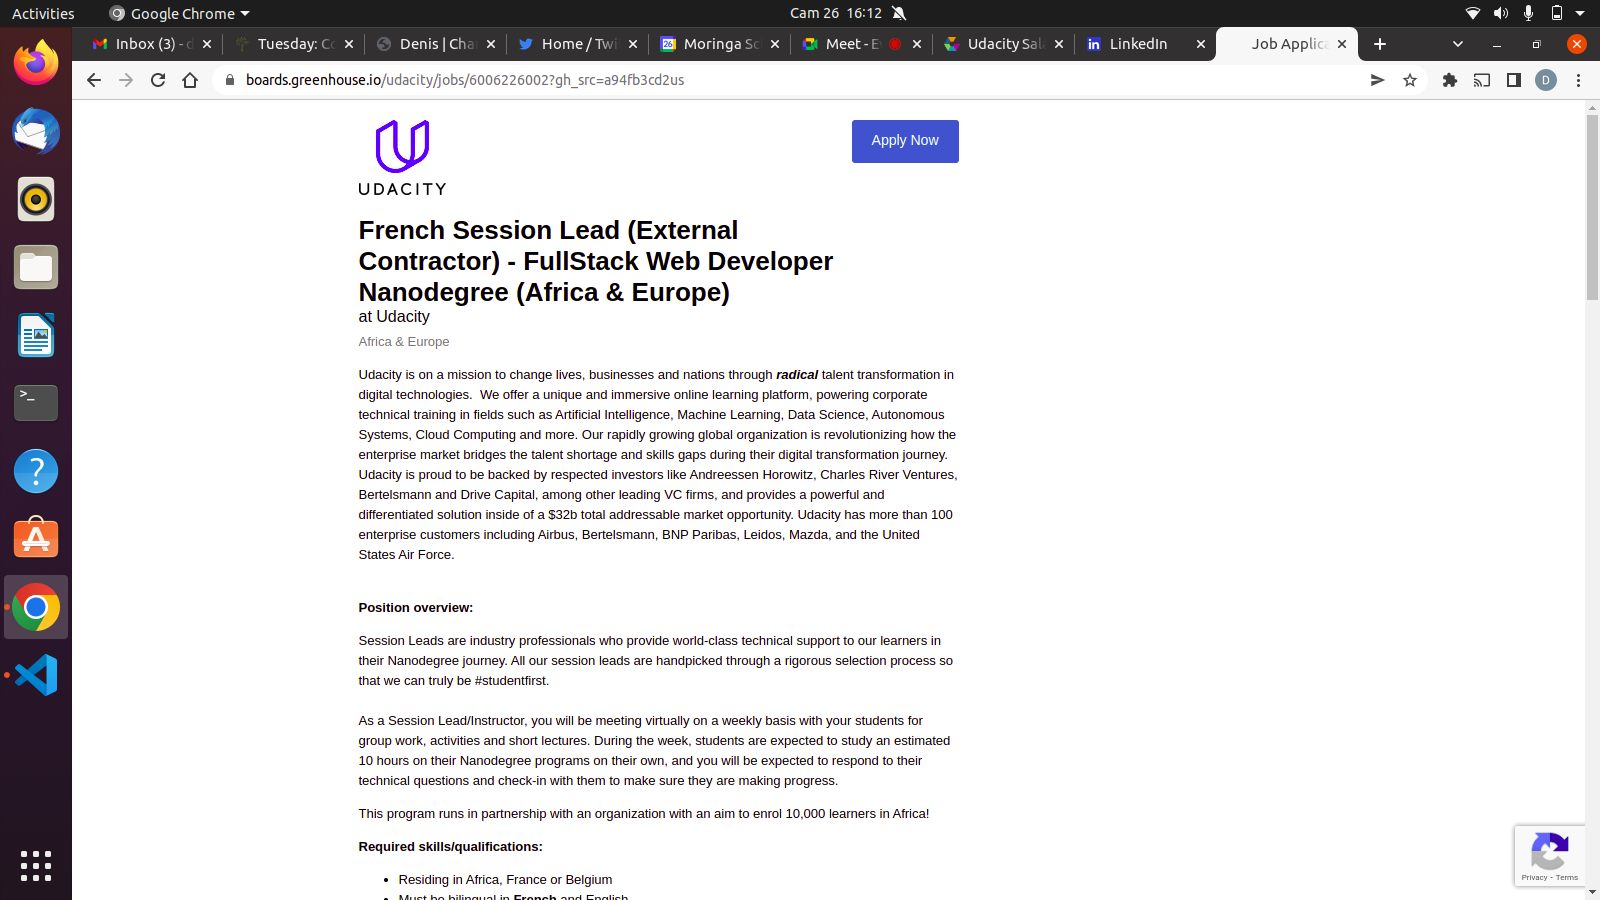 Activities
Google Chrome
Cam 26 16:12
Inbox (3) - d
Tuesday: Co
Denis | Cha
Home / Twi
26
Moringa Sc
Meet - E
Udacity Sal
LinkedIn
Job Applica
boards.greenhouse.io/udacity/jobs/6006226002?gh_src=a94fb3cd2us
D
UDACITY
Apply Now
French Session Lead (External
Contractor) - FullStack Web Developer
Nanodegree (Africa & Europe)
at Udacity
Africa & Europe
Udacity is on a mission to change lives, businesses and nations through radical talent transformation in
digital technologies. We offer a unique and immersive online learning platform, powering corporate
technical training in fields such as Artificial Intelligence, Machine Learning, Data Science, Autonomous
Systems, Cloud Computing and more. Our rapidly growing global organization is revolutionizing how the
enterprise market bridges the talent shortage and skills gaps during their digital transformation journey.
Udacity is proud to be backed by respected investors like Andreessen Horowitz, Charles River Ventures,
Bertelsmann and Drive Capital, among other leading VC firms, and provides a powerful and
differentiated solution inside of a $32b total addressable market opportunity. Udacity has more than 100
enterprise customers including Airbus, Bertelsmann, BNP Paribas, Leidos, Mazda, and the United
States Air Force.
Position overview:
Session Leads are industry professionals who provide world-class technical support to our learners in
their Nanodegree journey. All our session leads are handpicked through a rigorous selection process so
that we can truly be #studentfirst.
As a Session Lead/Instructor, you will be meeting virtually on a weekly basis with your students for
group work, activities and short lectures. During the week, students are expected to study an estimated
10 hours on their Nanodegree programs on their own, and you will be expected to respond to their
technical questions and check-in with them to make sure they are making progress.
This program runs in partnership with an organization with an aim to enrol 10,000 learners in Africa!
Required skills/qualifications:
• Residing in Africa, France or Belgium
• Must be bilingual in French and English
Privacy - Terms